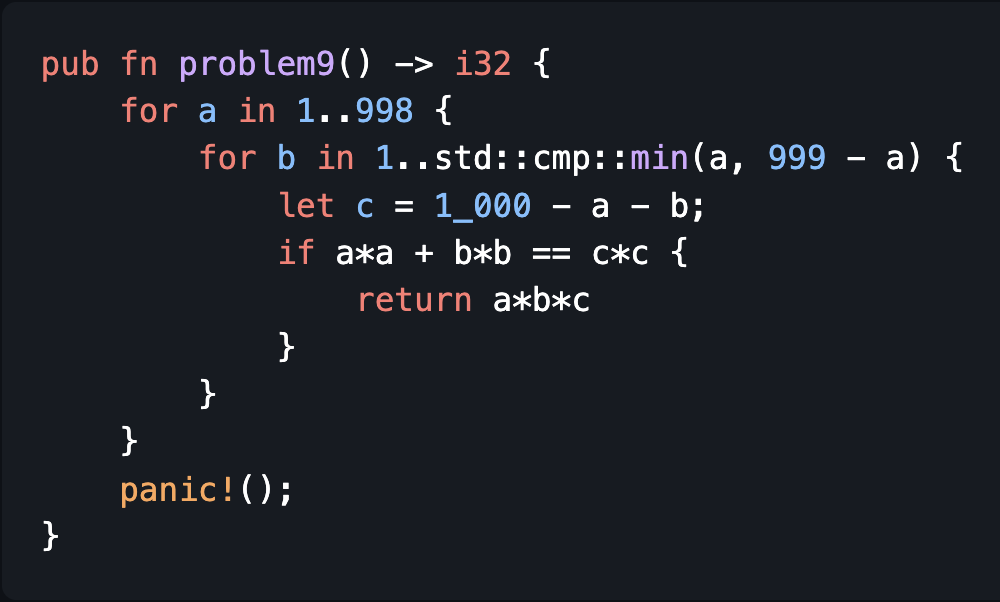 pub fn problem9() -> i32 {
    for a in 1..998 {
        for b in 1..std::cmp::min(a, 999 - a) {
            let c = 1_000 - a - b;
            if a*a + b*b == c*c {
                return a*b*c
            }
        }
    }
    panic!();
}